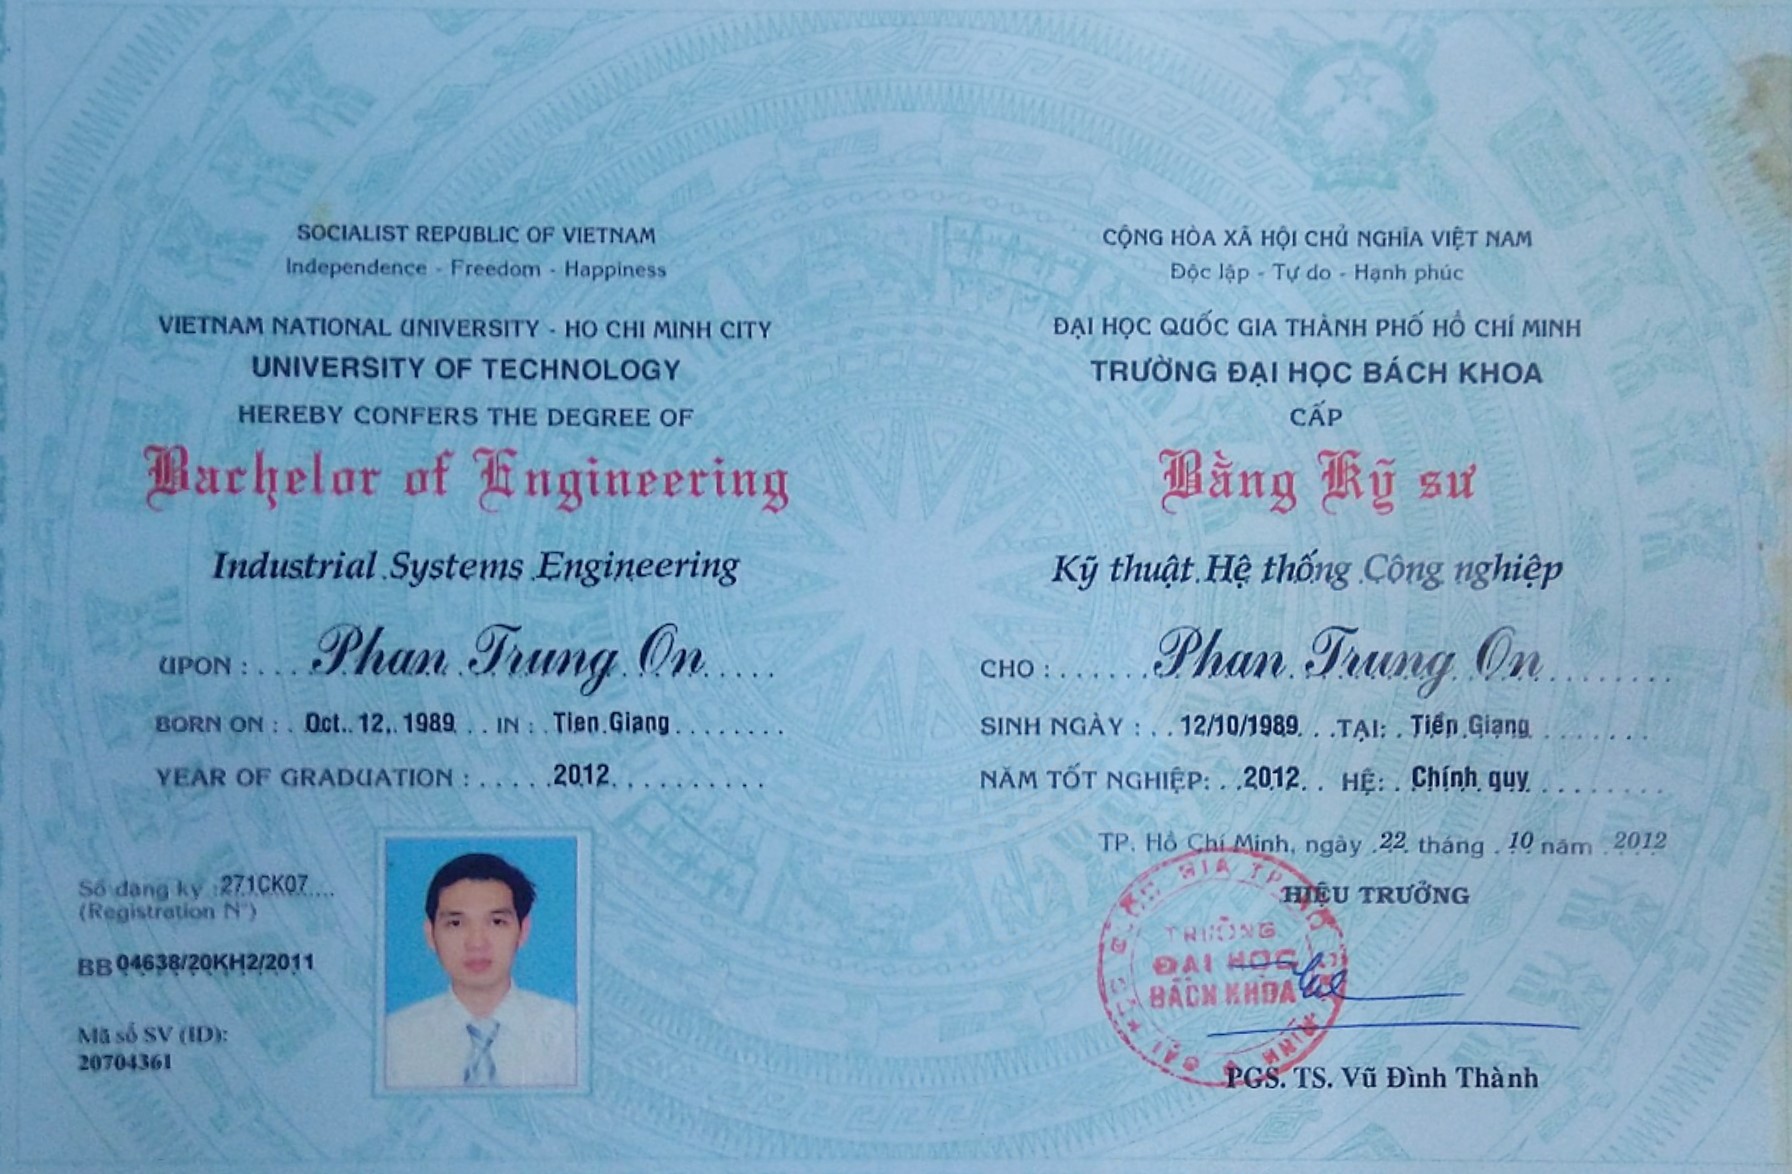 SOCIALIST REPUBLIC OF VIETNAM
Independence - Freedom - Happiness
VIETNAM NATIONAL UNIVERSITY - HO CHI MINH CITY
UNIVERSITY OF TECHNOLOGY
HEREBY CONFERS THE DEGREE OF
Bachelor of Engineering
Industrial Systems Engineering
UPON : Phan Trung On
BORN ON : Oct. 12, 1989 IN : Tien Giang
YEAR OF GRADUATION : 2012
Số đăng ký : 271CK07
(Registration N°)
BB 04638/20KH2/2011
Mã số SV (ID):
20704361
CỘNG HÒA XÃ HỘI CHỦ NGHĨA VIỆT NAM
Độc lập - Tự do - Hạnh phúc
ĐẠI HỌC QUỐC GIA THÀNH PHỐ HỒ CHÍ MINH
TRƯỜNG ĐẠI HỌC BÁCH KHOA
CẤP
Bằng Kỹ sư
Kỹ thuật Hệ thống Công nghiệp
CHO : Phan Trung On
SINH NGÀY : 12/10/1989 TẠI: Tiền Giang
NĂM TỐT NGHIỆP: 2012 HỆ: Chính quy
TP. Hồ Chí Minh, ngày 22 tháng 10 năm 2012
HIỆU TRƯỞNG
TRƯỜNG
ĐẠI HỌC
BÁCH KHOA
PGS. TS. Vũ Đình Thành